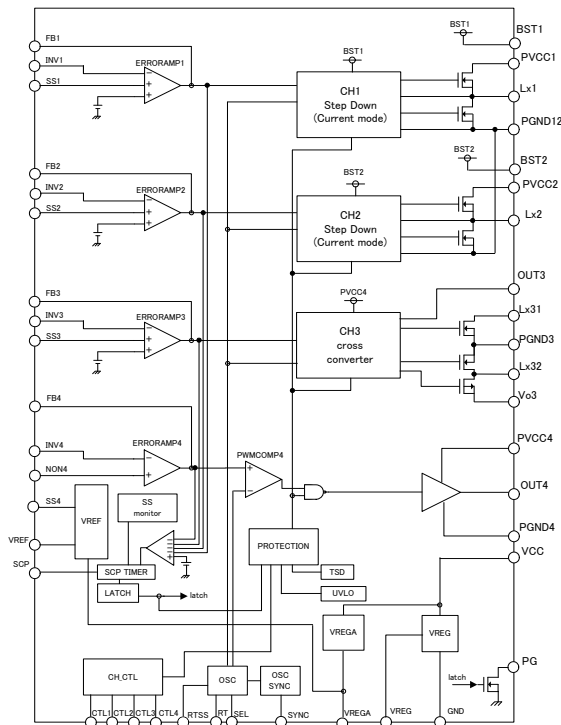 FB1
INV1
SS1
ERRORAMP1
BST1
CH1
Step Down
(Current mode)
BST1
BST1
PVCC1
Lx1
PGND12
FB2
INV2
SS2
ERRORAMP2
BST2
CH2
Step Down
(Current mode)
BST2
BST2
PVCC2
Lx2
FB3
INV3
SS3
ERRORAMP3
PVCC4
CH3
cross
converter
OUT3
Lx31
PGND3
Lx32
Vo3
FB4
INV4
NON4
ERRORAMP4
PWMCOMP4
PVCC4
OUT4
PGND4
SS4
VREF
SCP
VREF
SS
monitor
SCP TIMER
LATCH
latch
PROTECTION
TSD
UVLO
VCC
VREGA
VREG
CH_CTL
OSC
OSC
SYNC
latch
PG
CTL1
CTL2
CTL3
CTL4
RTSS
RT
SEL
SYNC
VREGA
VREG
GND